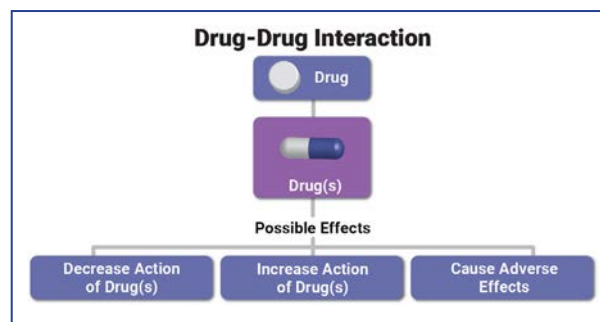 Drug-Drug Interaction
Drug
Drug(s)
Possible Effects
Decrease Action
of Drug(s)
Increase Action
of Drug(s)
Cause Adverse
Effects